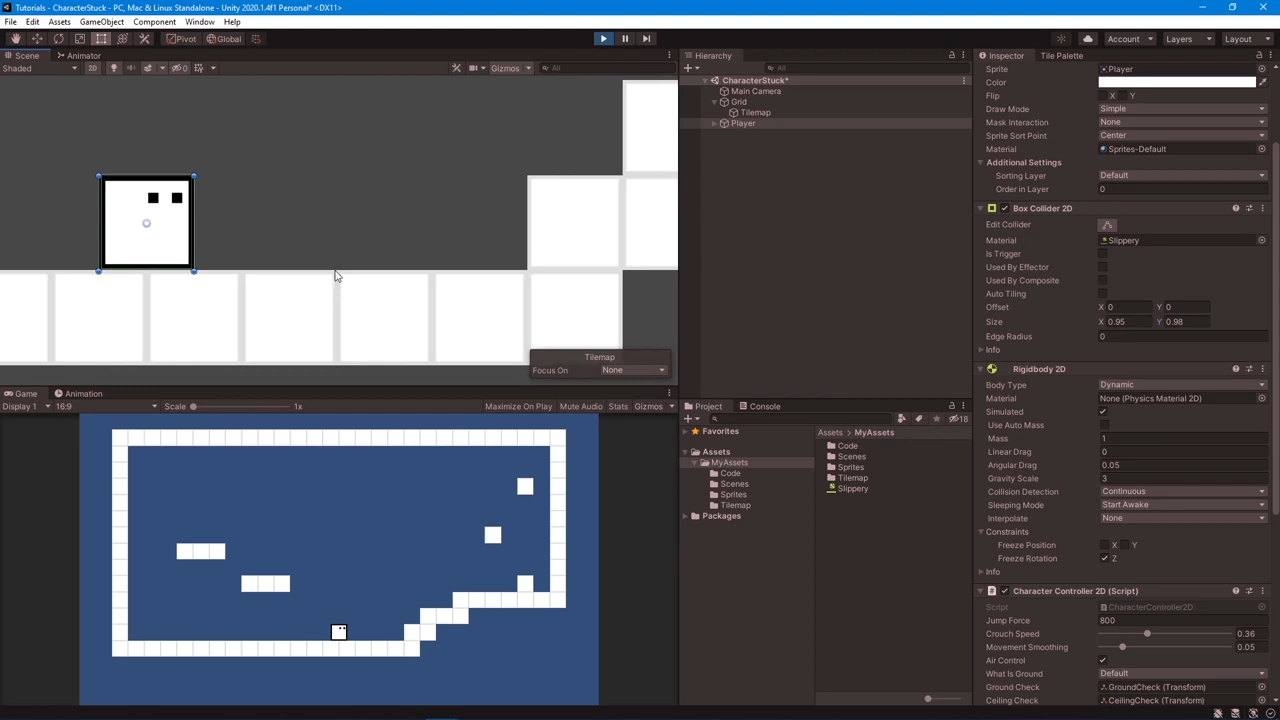 Tutorials - CharacterStuck - PC, Mac & Linux Standalone - Unity 2020.1.4f1 Personal* <DX11>
File Edit Assets GameObject Component Window Help
Pivot Global Account Layers Layout
Scene Animator
Shaded 2D 0 Gizmos All
Tilemap
Focus On None
Game Animation
Display 1 16:9 Scale 1x Maximize On Play Mute Audio Stats Gizmos
Hierarchy
All
CharacterStuck*
Main Camera
Grid
Tilemap
Player
Project Console
18
Favorites
Assets
MyAssets
Code
Scenes
Sprites
Tilemap
Packages
Assets MyAssets
Code
Scenes
Sprites
Tilemap
Slippery
Inspector Tile Palette
Sprite Player
Color
Flip X Y
Draw Mode Simple
Mask Interaction None
Sprite Sort Point Center
Material Sprites-Default
Additional Settings
Sorting Layer Default
Order in Layer 0
Box Collider 2D
Edit Collider
Material Slippery
Is Trigger
Used By Effector
Used By Composite
Auto Tiling
Offset X 0 Y 0
Size X 0.95 Y 0.98
Edge Radius 0
Info
Rigidbody 2D
Body Type Dynamic
Material None (Physics Material 2D)
Simulated
Use Auto Mass
Mass 1
Linear Drag 0
Angular Drag 0.05
Gravity Scale 3
Collision Detection Continuous
Sleeping Mode Start Awake
Interpolate None
Constraints
Freeze Position X Y
Freeze Rotation Z
Info
Character Controller 2D (Script)
Script CharacterController2D
Jump Force 800
Crouch Speed 0.36
Movement Smoothing 0.05
Air Control
What Is Ground Default
Ground Check GroundCheck (Transform)
Ceiling Check CeilingCheck (Transform)